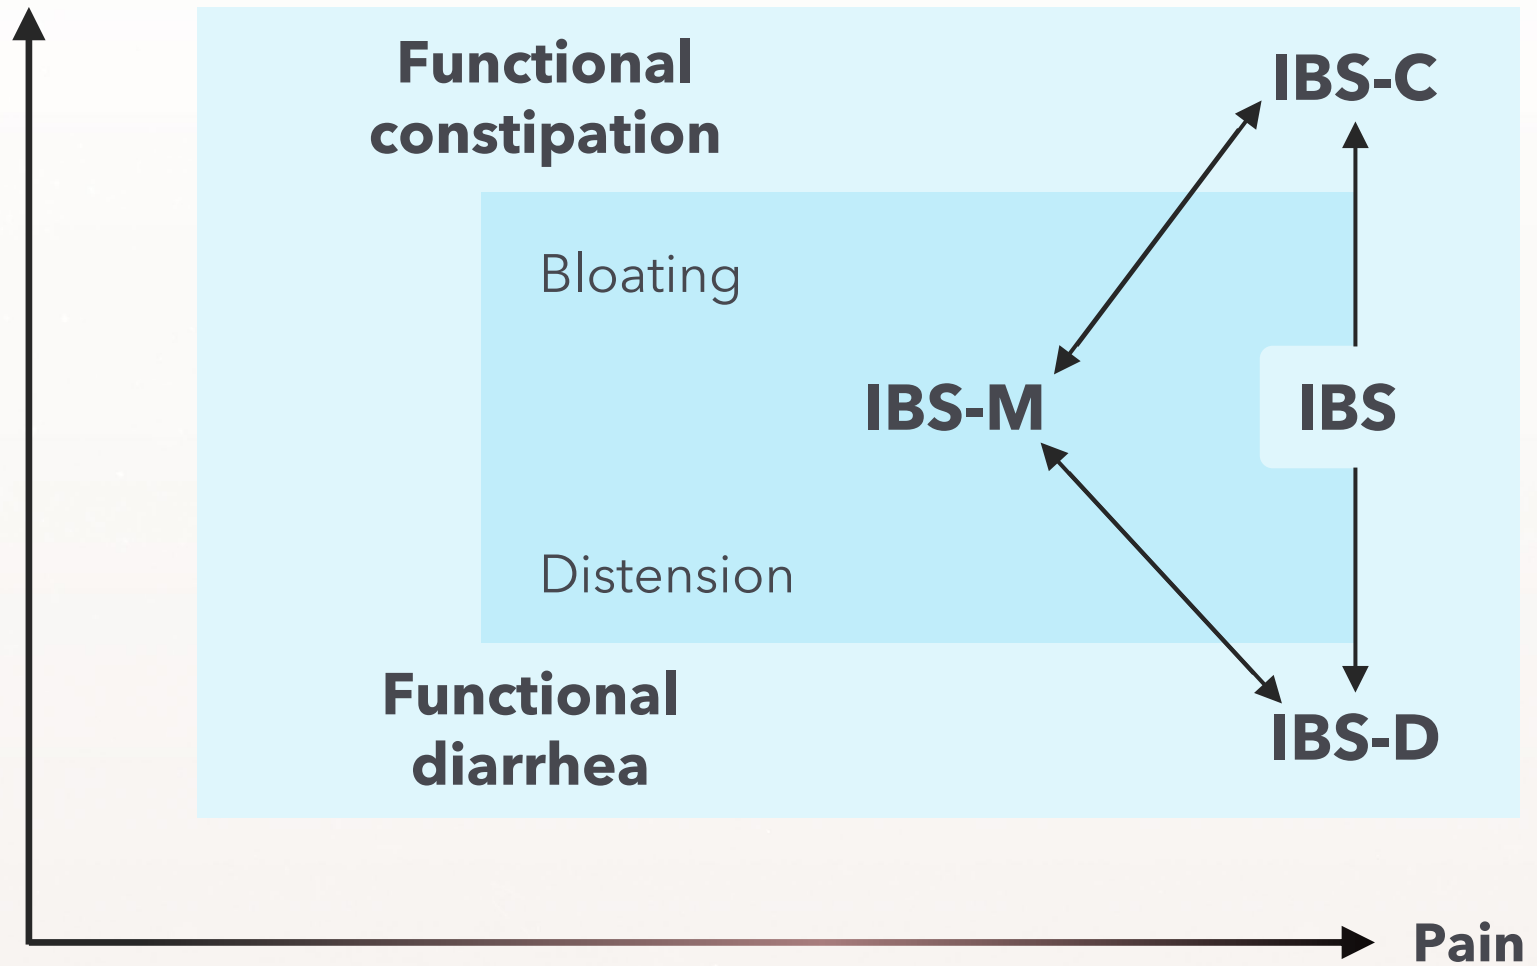 Functional
constipation
IBS-C
Bloating
IBS-M
IBS
Distension
Functional
diarrhea
IBS-D
Pain